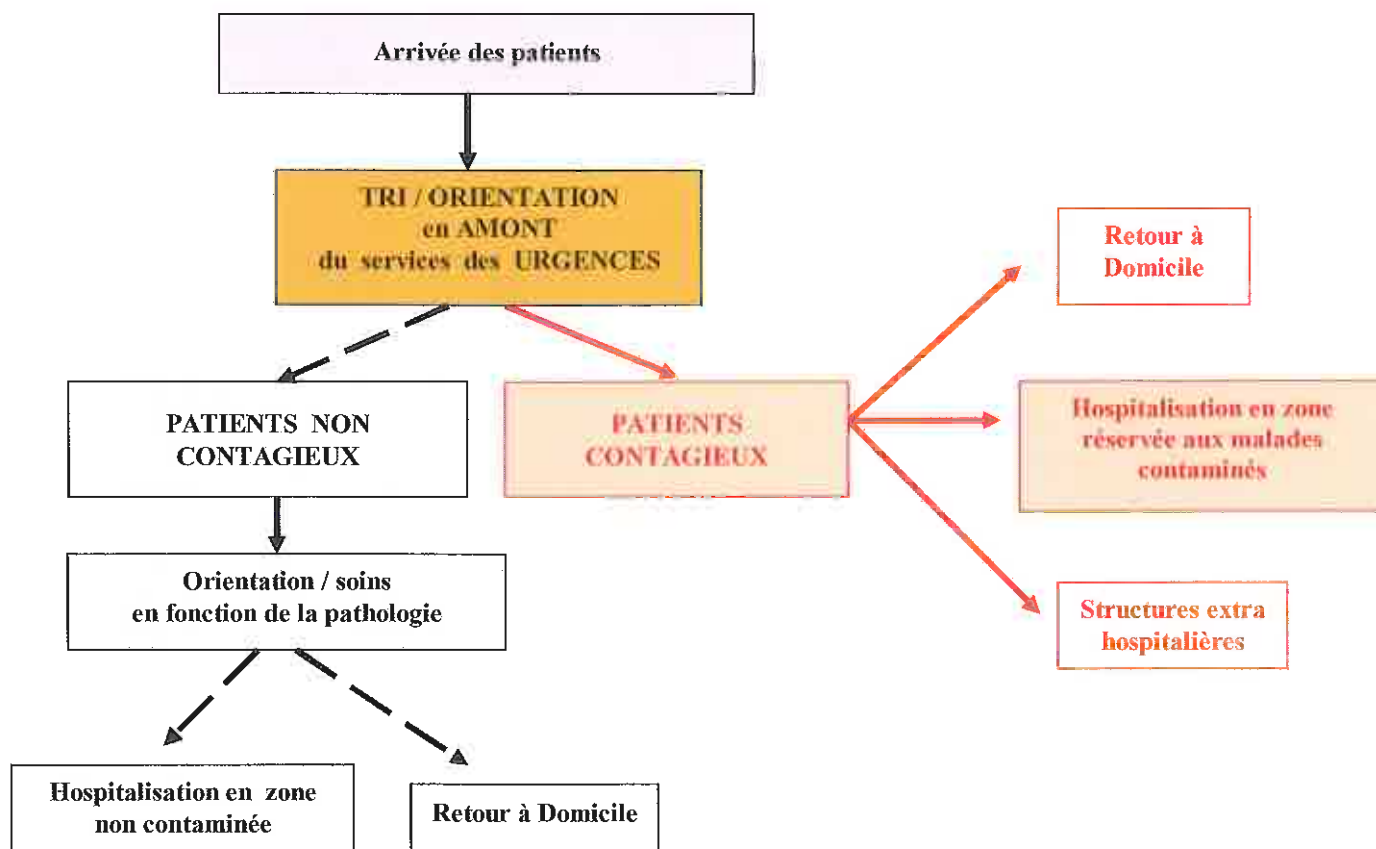 Arrivée des patients
TRI / ORIENTATION
en AMONT
du services des URGENCES
PATIENTS NON
CONTAGIEUX
PATIENTS
CONTAGIEUX
Retour à
Domicile
Hospitalisation en zone
réservée aux malades
contaminés
Structures extra
hospitalières
Orientation / soins
en fonction de la pathologie
Hospitalisation en zone
non contaminée
Retour à Domicile